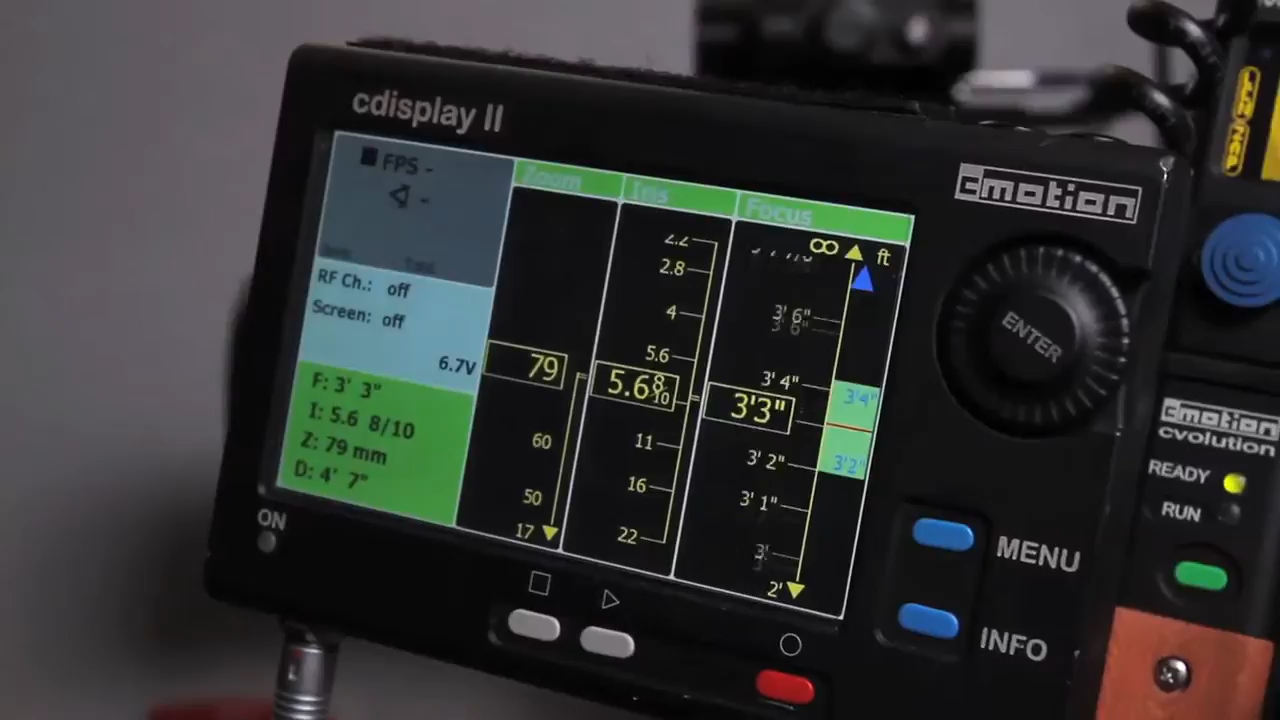 cdisplay II
FPS -
-
RF Ch.: off
Screen: off
6.7V
F: 3' 3"
I: 5.6 8/10
Z: 79 mm
D: 4' 7"
ON
Zoom
79
60
50
17
Iris
2.2
2.8
4
5.6
5.6 8/10
11
16
22
Focus
∞ ft
3' 6"
3' 4"
3'3"
3' 2"
3' 1"
3'
2'
3'4"
3'2"
cmotion
ENTER
MENU
INFO
cmotion
cvolution
READY
RUN